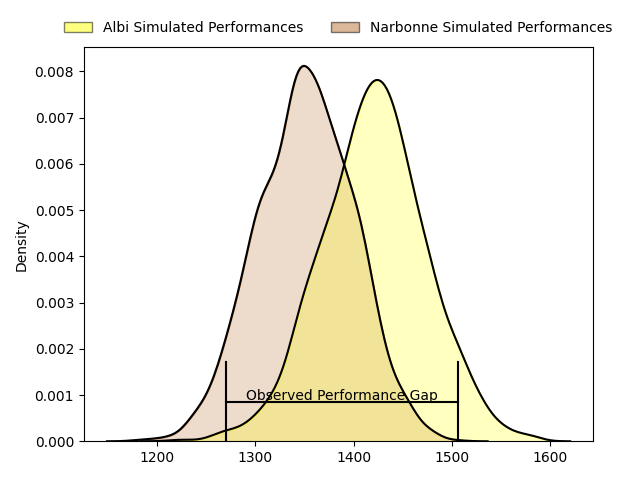 Albi Simulated Performances Narbonne Simulated Performances
0.008
0.007
0.006
0.005
0.004
0.003
0.002
0.001
0.000
Density
Observed Performance Gap
1200 1300 1400 1500 1600